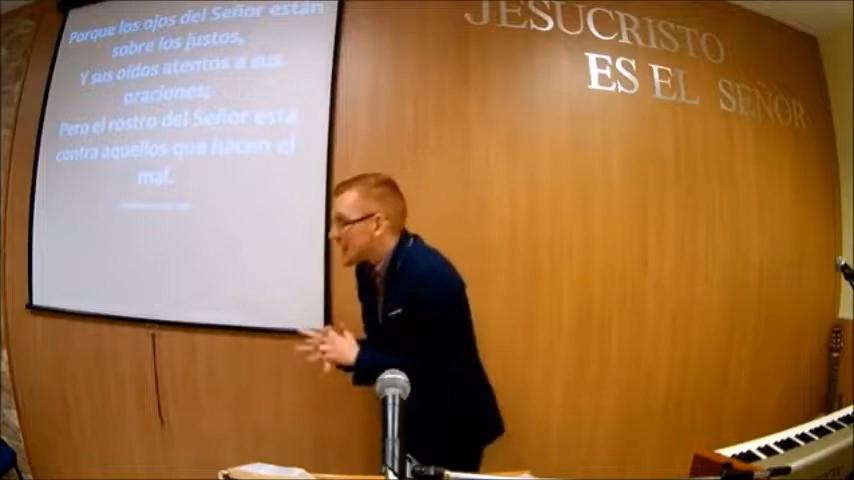 Porque los ojos del Señor están
sobre los justos,
Y sus oídos atentos a sus
oraciones;
Pero el rostro del Señor está
contra aquellos que hacen el
mal.
JESUCRISTO
ES EL SEÑOR